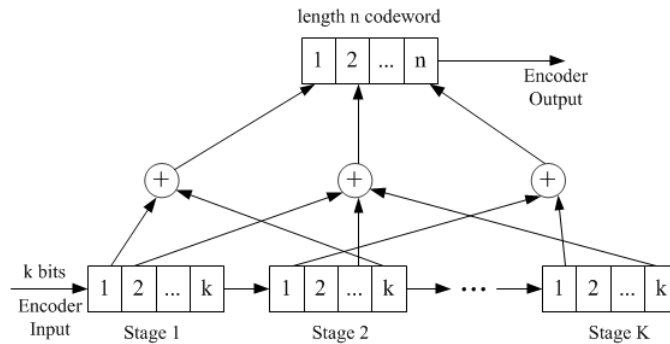 length n codeword
1 2 ... n
Encoder
Output
+ + +
k bits
Encoder
Input
1 2 ... k
1 2 ... k
...
1 2 ... k
Stage 1
Stage 2
Stage K